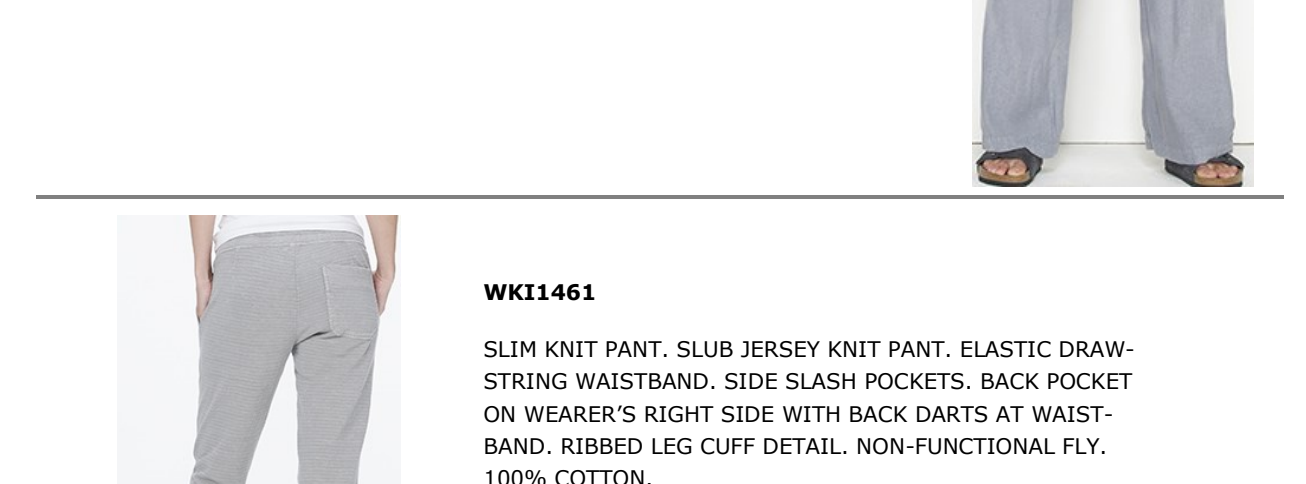 WKI1461
SLIM KNIT PANT. SLUB JERSEY KNIT PANT. ELASTIC DRAW-
STRING WAISTBAND. SIDE SLASH POCKETS. BACK POCKET
ON WEARER’S RIGHT SIDE WITH BACK DARTS AT WAIST-
BAND. RIBBED LEG CUFF DETAIL. NON-FUNCTIONAL FLY.
100% COTTON.